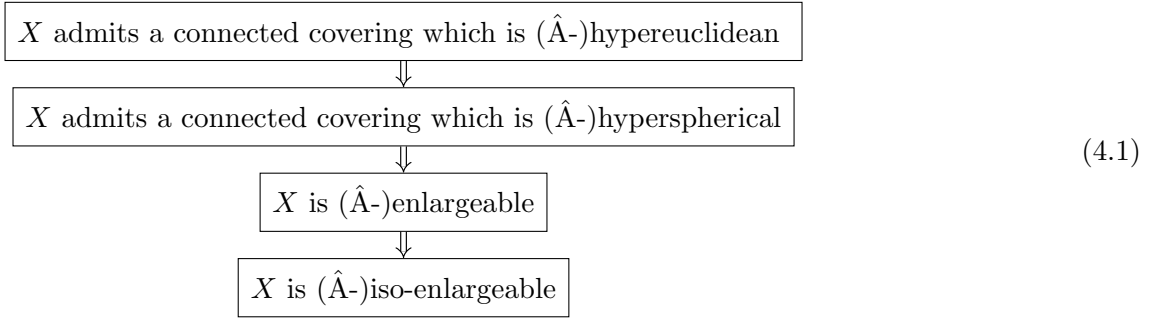 X admits a connected covering which is (Â-)hypereuclidean
⇓
X admits a connected covering which is (Â-)hyperspherical
(4.1)
⇓
X is (Â-)enlargeable
⇓
X is (Â-)iso-enlargeable